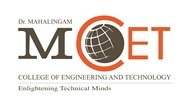 Dr. MAHALINGAM
MCET
COLLEGE OF ENGINEERING AND TECHNOLOGY
Enlightening Technical Minds